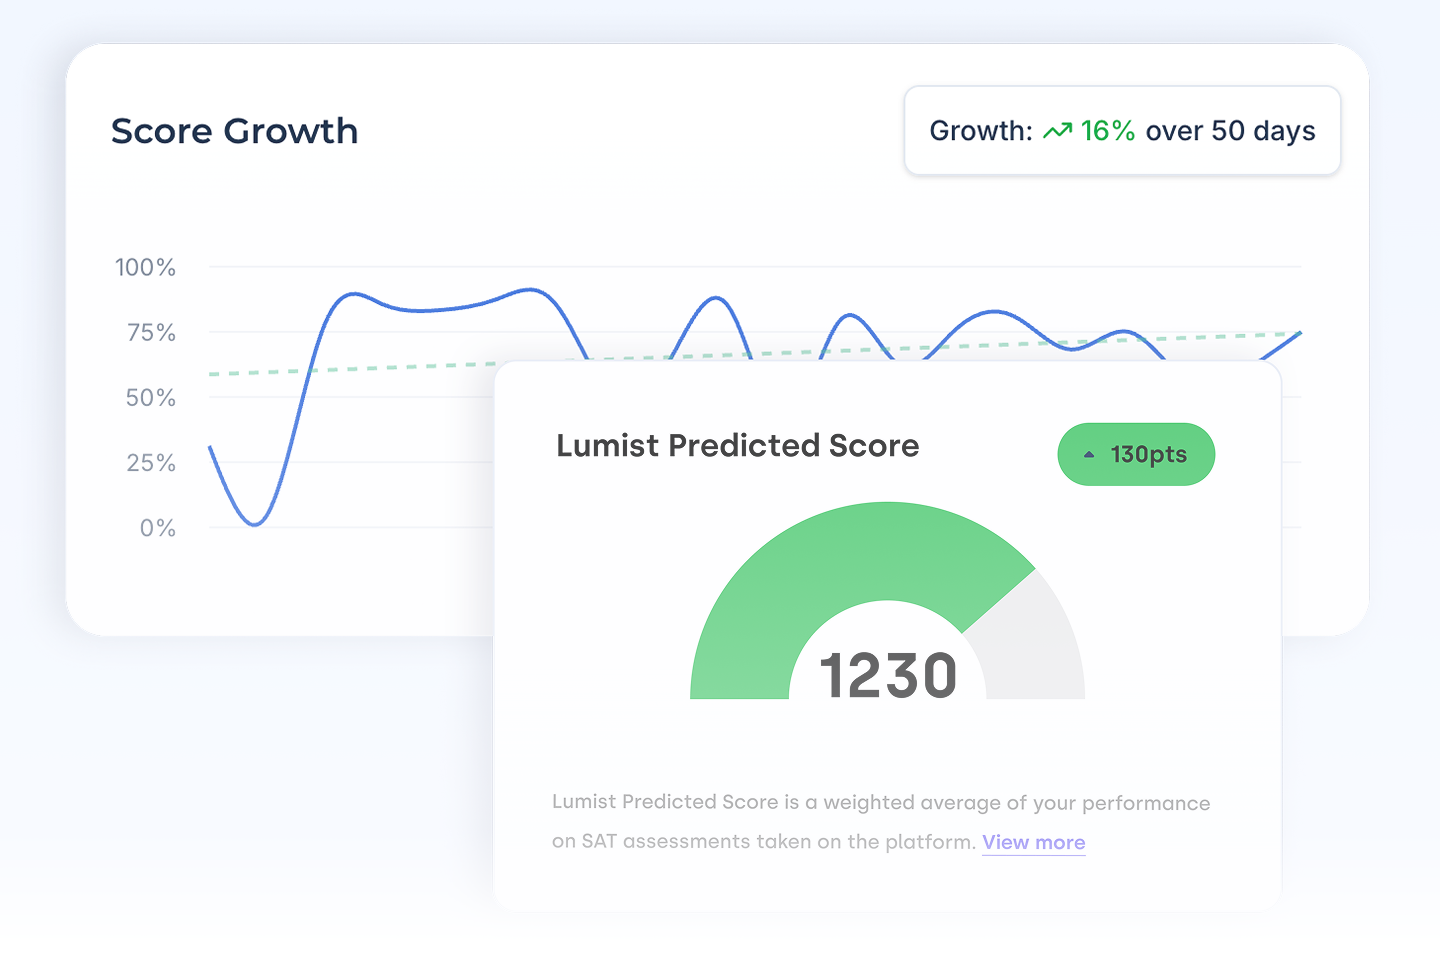 Score Growth
Growth: 16% over 50 days
100%
75%
50%
25%
0%
Lumist Predicted Score
130pts
1230
Lumist Predicted Score is a weighted average of your performance
on SAT assessments taken on the platform. View more